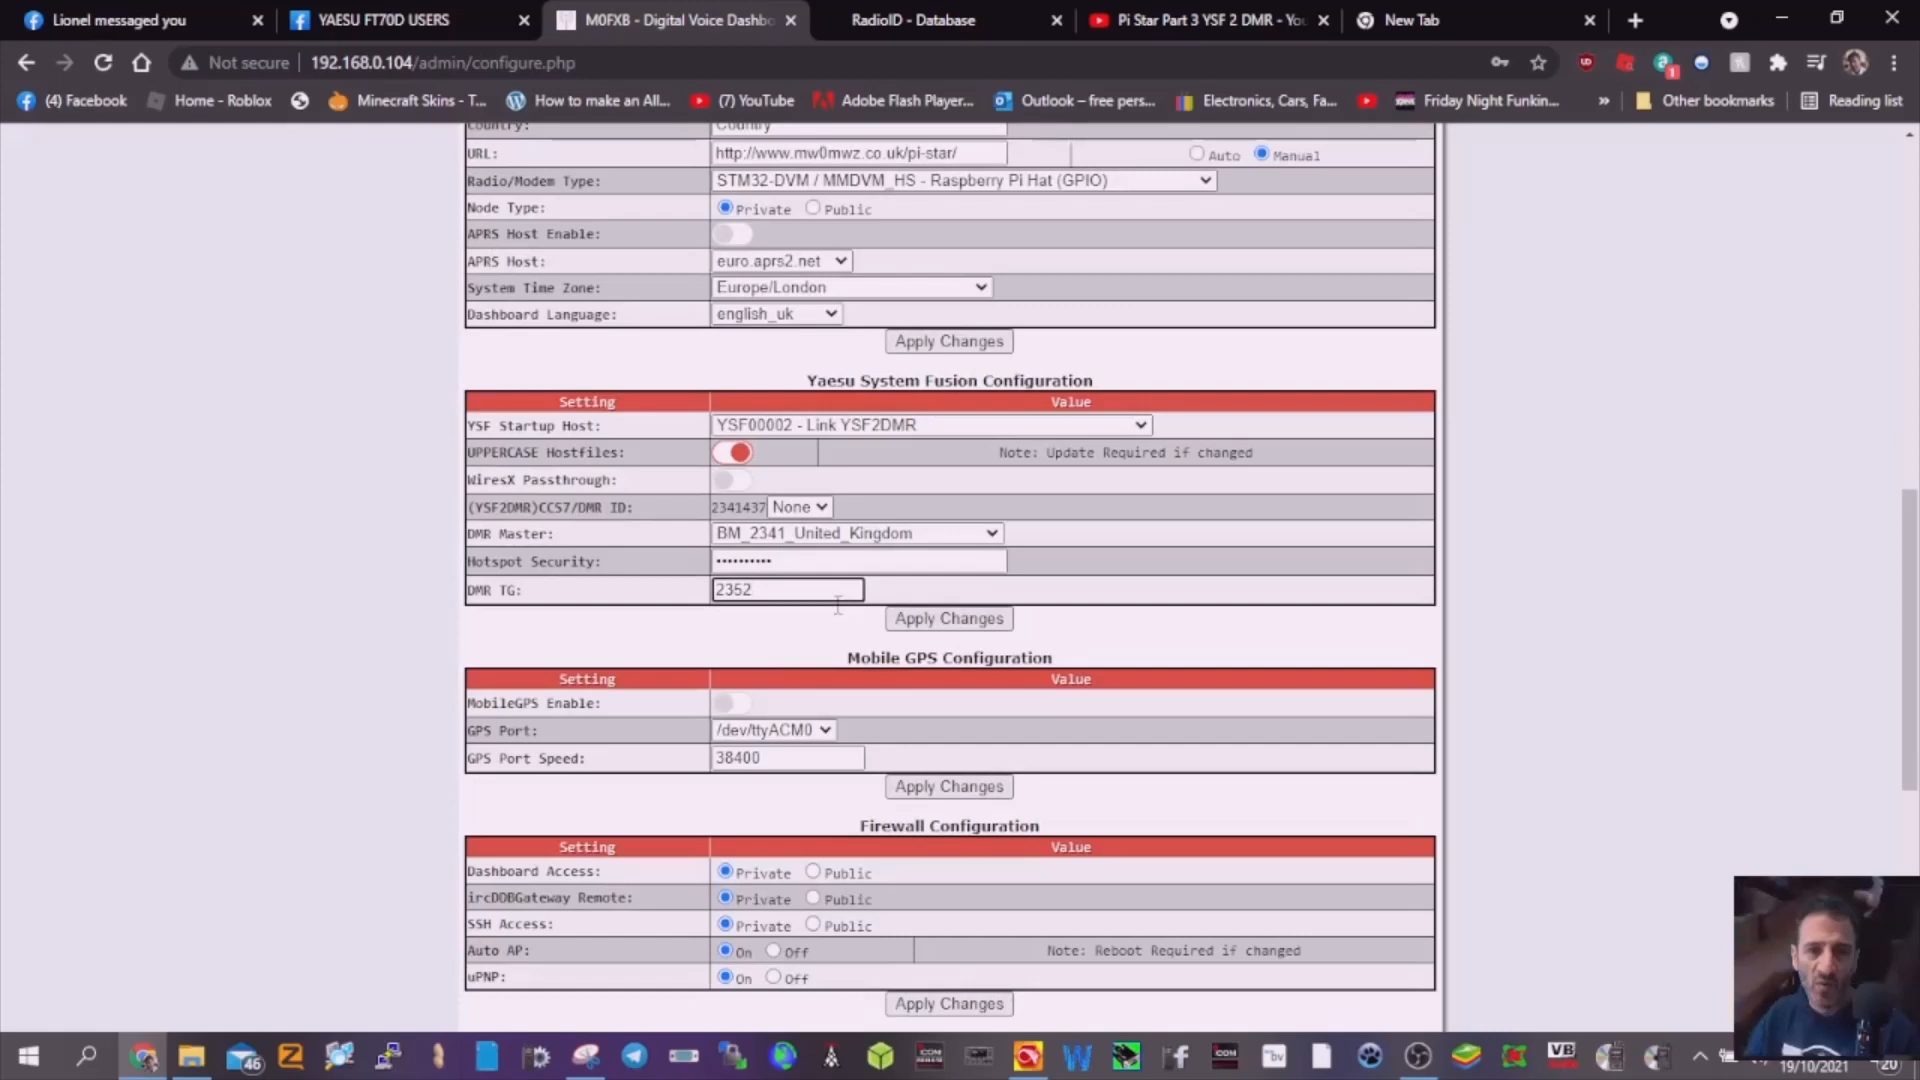 Lionel messaged you
YAESU FT70D USERS
M0FXB - Digital Voice Dashbo
RadioID - Database
Pi Star Part 3 YSF 2 DMR - You
New Tab
Not secure
192.168.0.104/admin/configure.php
(4) Facebook
Home - Roblox
Minecraft Skins - T...
How to make an All...
(7) YouTube
Adobe Flash Player...
Outlook – free pers...
Electronics, Cars, Fa...
Friday Night Funkin...
»
Other bookmarks
Reading list
Country: Country
URL: http://www.mw0mwz.co.uk/pi-star/ Auto Manual
Radio/Modem Type: STM32-DVM / MMDVM_HS - Raspberry Pi Hat (GPIO)
Node Type: Private Public
APRS Host Enable:
APRS Host: euro.aprs2.net
System Time Zone: Europe/London
Dashboard Language: english_uk
Apply Changes
Yaesu System Fusion Configuration
Setting Value
YSF Startup Host: YSF00002 - Link YSF2DMR
UPPERCASE Hostfiles: Note: Update Required if changed
WiresX Passthrough:
(YSF2DMR)CCS7/DMR ID: 2341437 None
DMR Master: BM_2341_United_Kingdom
Hotspot Security: ••••••••••
DMR TG: 2352
Apply Changes
Mobile GPS Configuration
Setting Value
MobileGPS Enable:
GPS Port: /dev/ttyACM0
GPS Port Speed: 38400
Apply Changes
Firewall Configuration
Setting Value
Dashboard Access: Private Public
ircDDBGateway Remote: Private Public
SSH Access: Private Public
Auto AP: On Off Note: Reboot Required if changed
uPNP: On Off
Apply Changes
46
19/10/2021
20